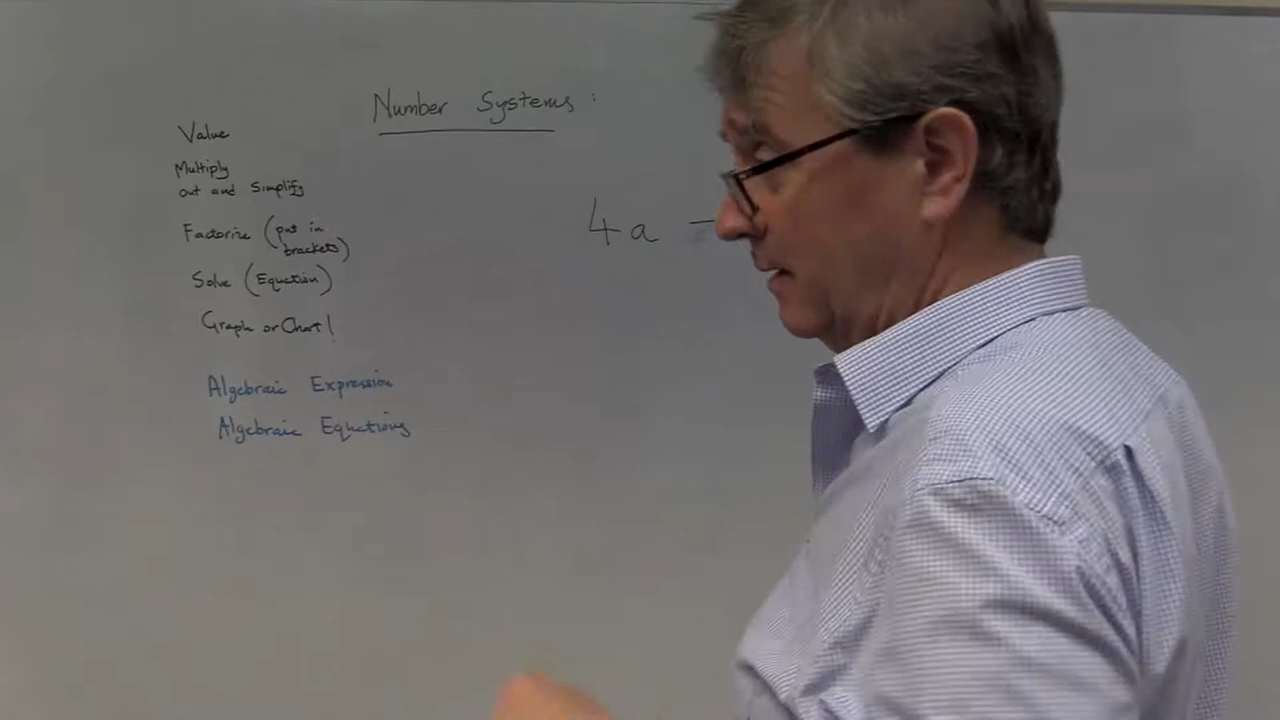 Number Systems:
Value
Multiply
out and Simplify
Factorize (put in
brackets)
Solve (Equation)
Graph or Chart!
Algebraic Expression
Algebraic Equations
4a –